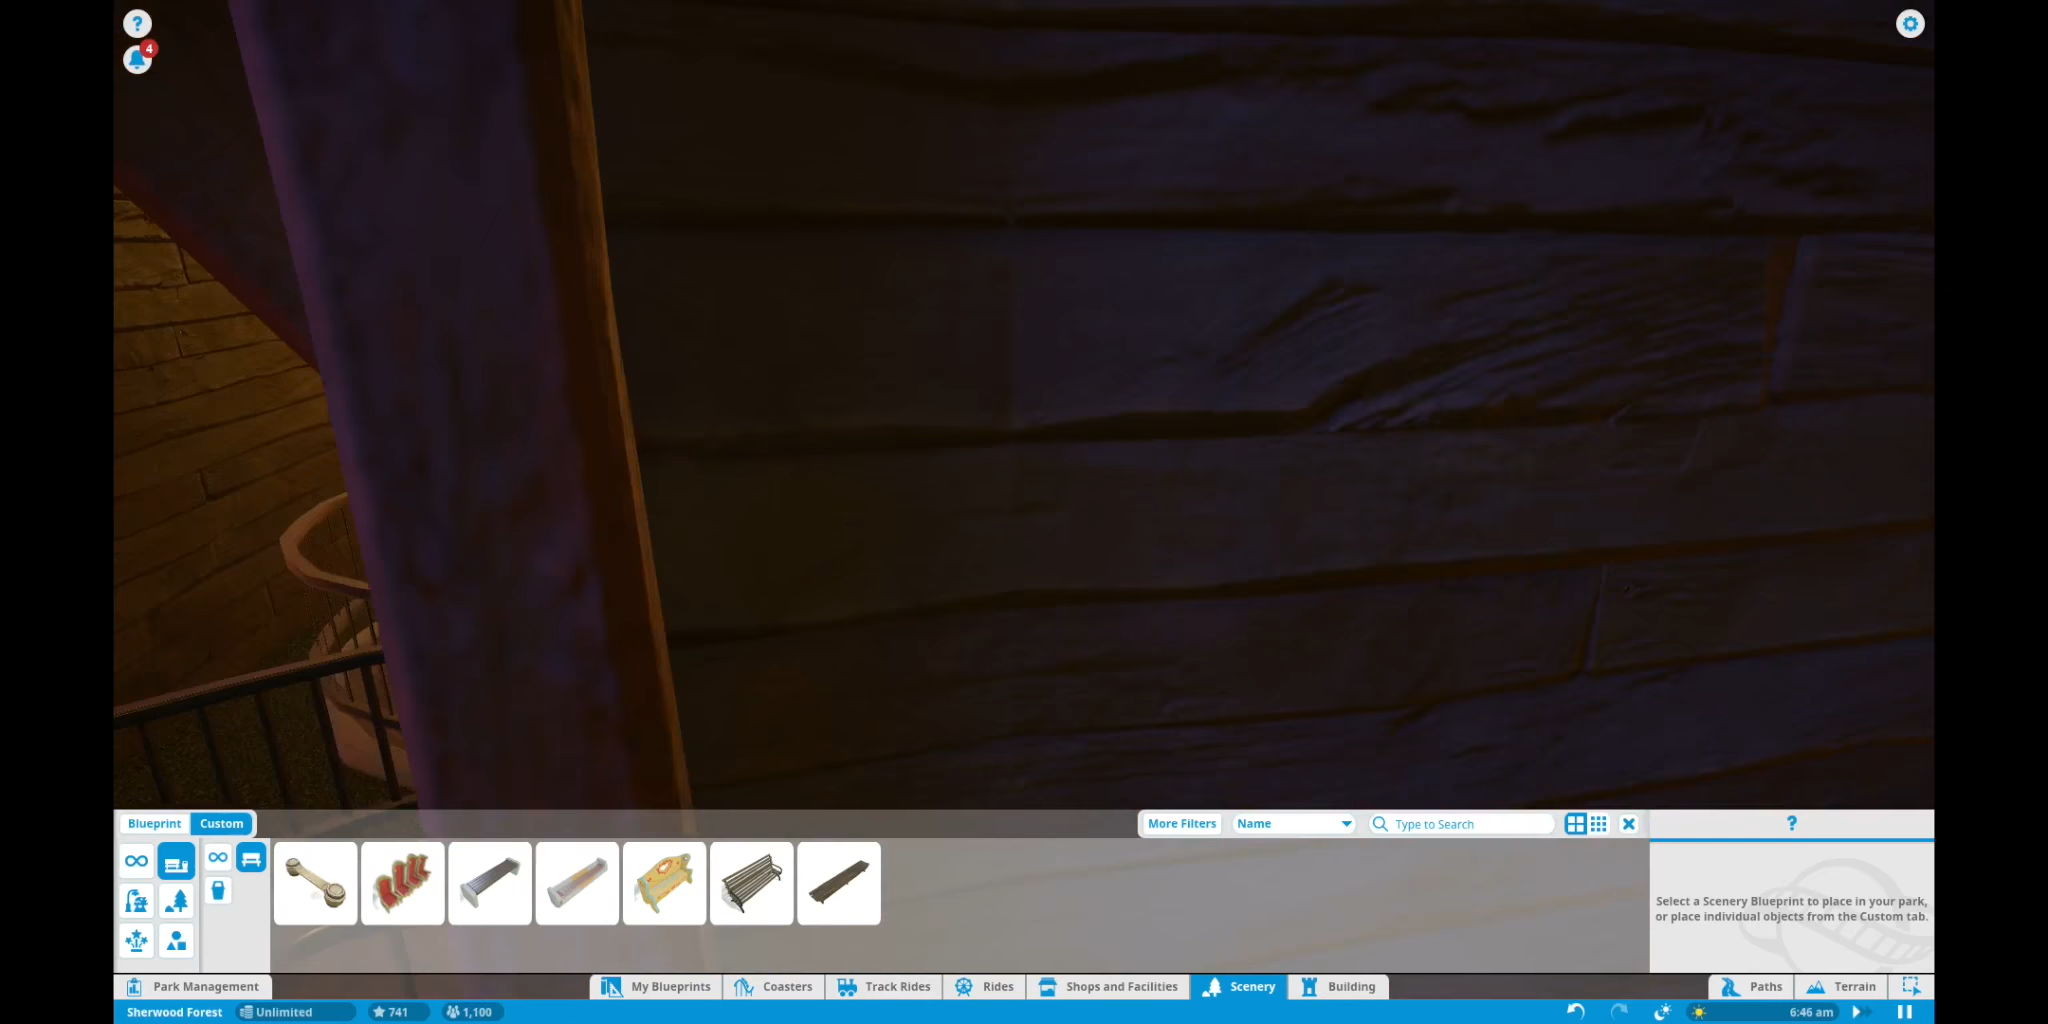 ?
4
Blueprint
Custom
More Filters
Name
Type to Search
?
Select a Scenery Blueprint to place in your park,
or place individual objects from the Custom tab.
Park Management
My Blueprints
Coasters
Track Rides
Rides
Shops and Facilities
Scenery
Building
Paths
Terrain
Sherwood Forest
Unlimited
741
1,100
6:46 am